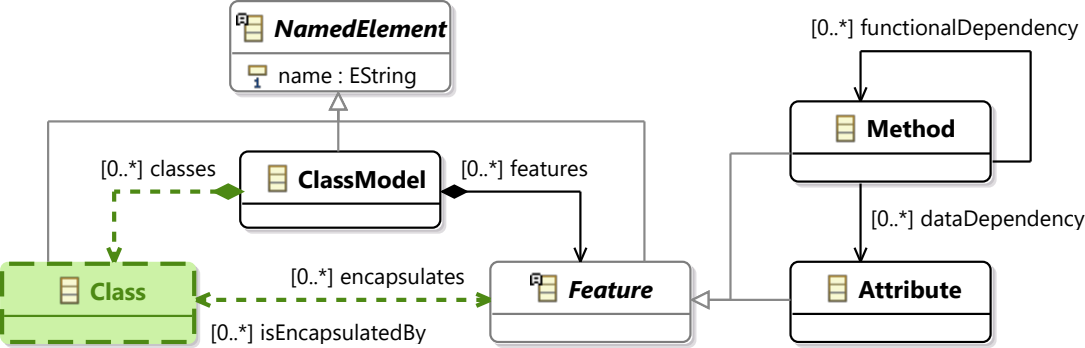 NamedElement
name : EString
[0..*] functionalDependency
Method
[0..*] classes
ClassModel
[0..*] features
[0..*] dataDependency
Class
[0..*] encapsulates
[0..*] isEncapsulatedBy
Feature
Attribute